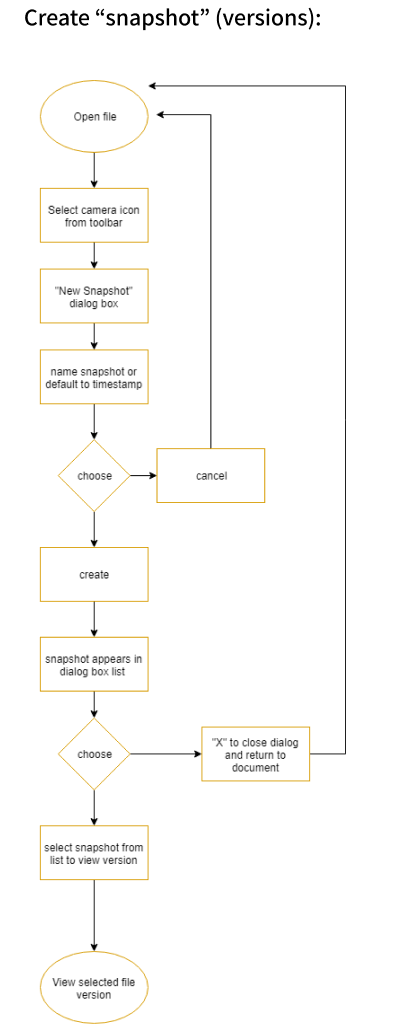 Create “snapshot” (versions):
Open file
Select camera icon
from toolbar
"New Snapshot"
dialog box
name snapshot or
default to timestamp
choose
cancel
create
snapshot appears in
dialog box list
choose
"X" to close dialog
and return to
document
select snapshot from
list to view version
View selected file
version